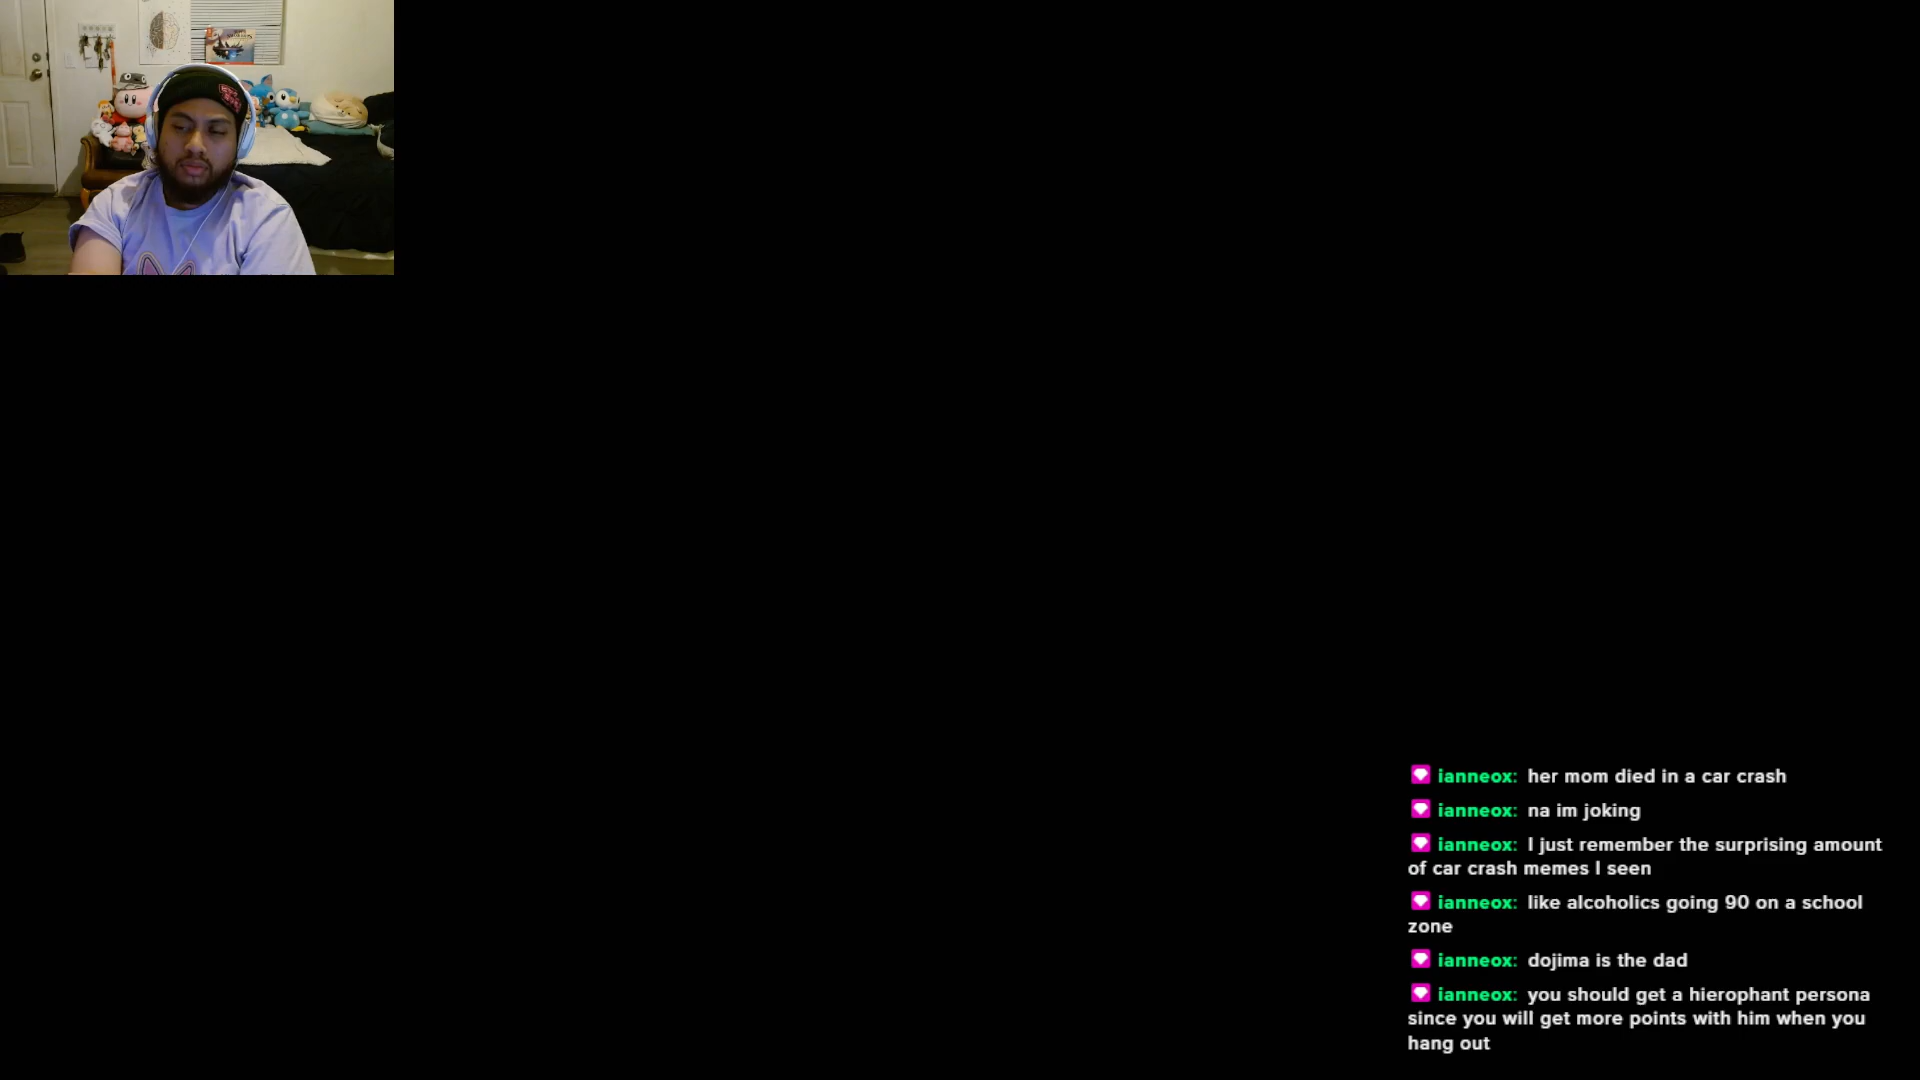 ianneox: her mom died in a car crash
ianneox: na im joking
ianneox: I just remember the surprising amount
of car crash memes I seen
ianneox: like alcoholics going 90 on a school
zone
ianneox: dojima is the dad
ianneox: you should get a hierophant persona
since you will get more points with him when you
hang out